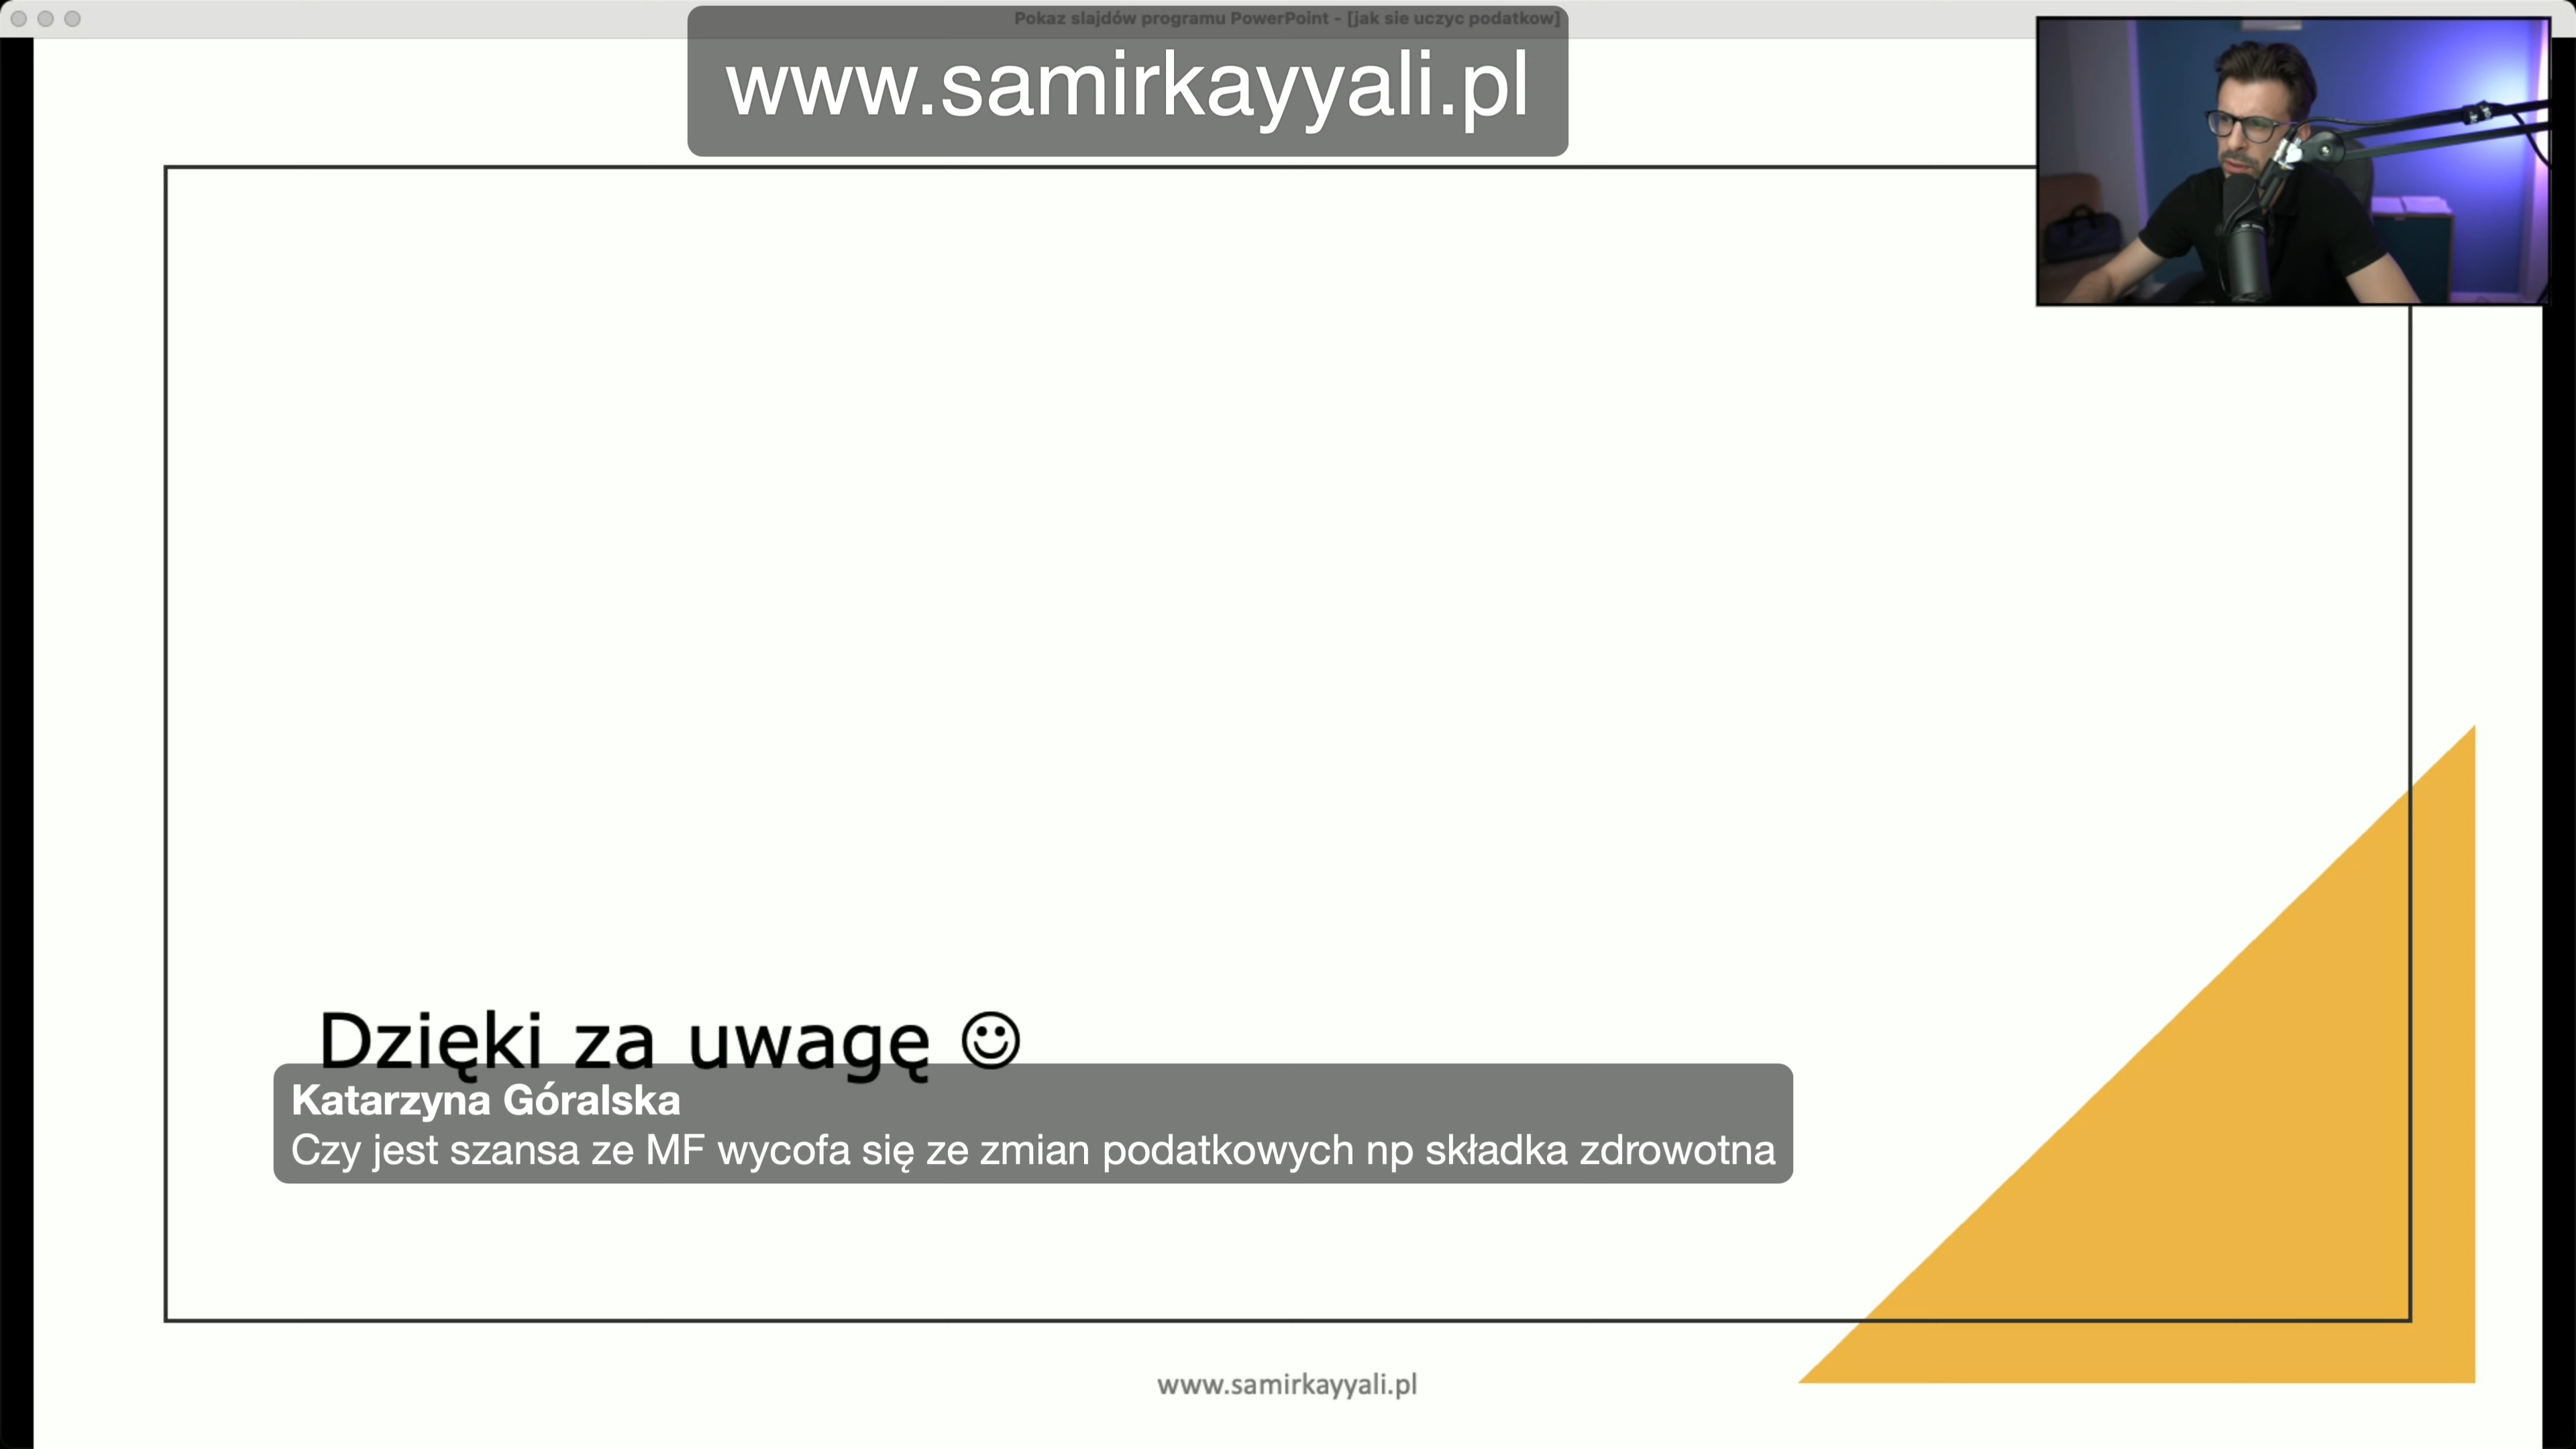 Pokaz slajdów programu PowerPoint - [jak sie uczyc podatkow]
www.samirkayyali.pl
Dzięki za uwagę ☺
Katarzyna Góralska
Czy jest szansa ze MF wycofa się ze zmian podatkowych np składka zdrowotna
www.samirkayyali.pl